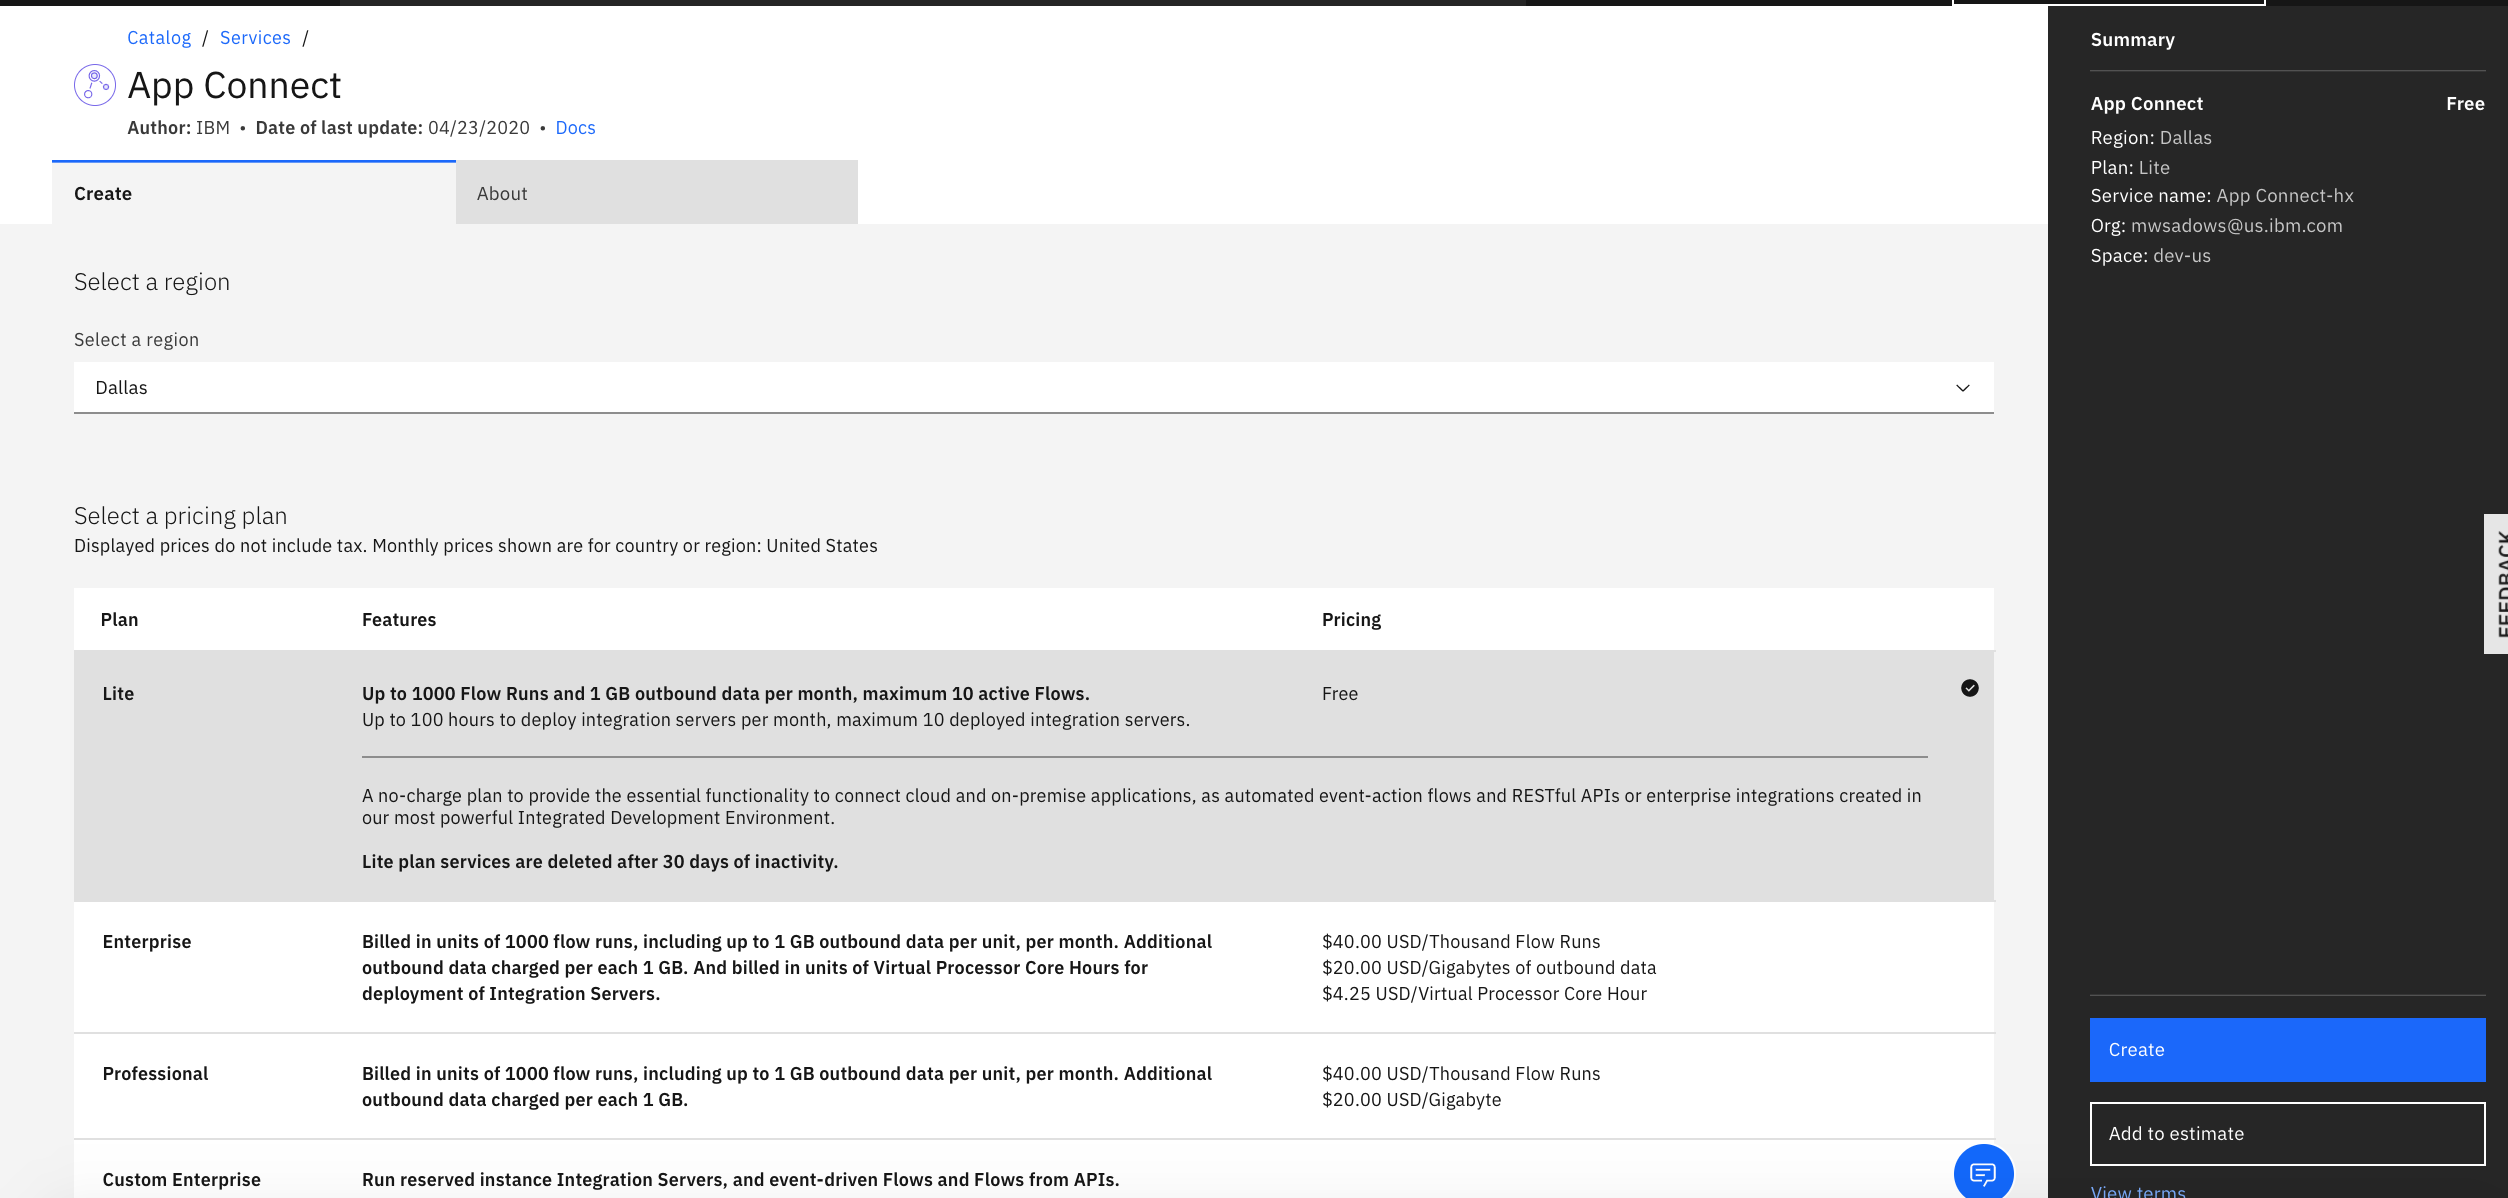 Catalog / Services /
App Connect
Author: IBM • Date of last update: 04/23/2020 • Docs
Create
About
Select a region
Select a region
Dallas
Select a pricing plan
Displayed prices do not include tax. Monthly prices shown are for country or region: United States
Plan
Features
Pricing
Lite
Up to 1000 Flow Runs and 1 GB outbound data per month, maximum 10 active Flows.
Free
Up to 100 hours to deploy integration servers per month, maximum 10 deployed integration servers.
A no-charge plan to provide the essential functionality to connect cloud and on-premise applications, as automated event-action flows and RESTful APIs or enterprise integrations created in
our most powerful Integrated Development Environment.
Lite plan services are deleted after 30 days of inactivity.
Enterprise
Billed in units of 1000 flow runs, including up to 1 GB outbound data per unit, per month. Additional
outbound data charged per each 1 GB. And billed in units of Virtual Processor Core Hours for
deployment of Integration Servers.
$40.00 USD/Thousand Flow Runs
$20.00 USD/Gigabytes of outbound data
$4.25 USD/Virtual Processor Core Hour
Professional
Billed in units of 1000 flow runs, including up to 1 GB outbound data per unit, per month. Additional
outbound data charged per each 1 GB.
$40.00 USD/Thousand Flow Runs
$20.00 USD/Gigabyte
Custom Enterprise
Run reserved instance Integration Servers, and event-driven Flows and Flows from APIs.
Summary
App Connect
Free
Region: Dallas
Plan: Lite
Service name: App Connect-hx
Org: mwsadows@us.ibm.com
Space: dev-us
FEEDBACK
Create
Add to estimate
View terms